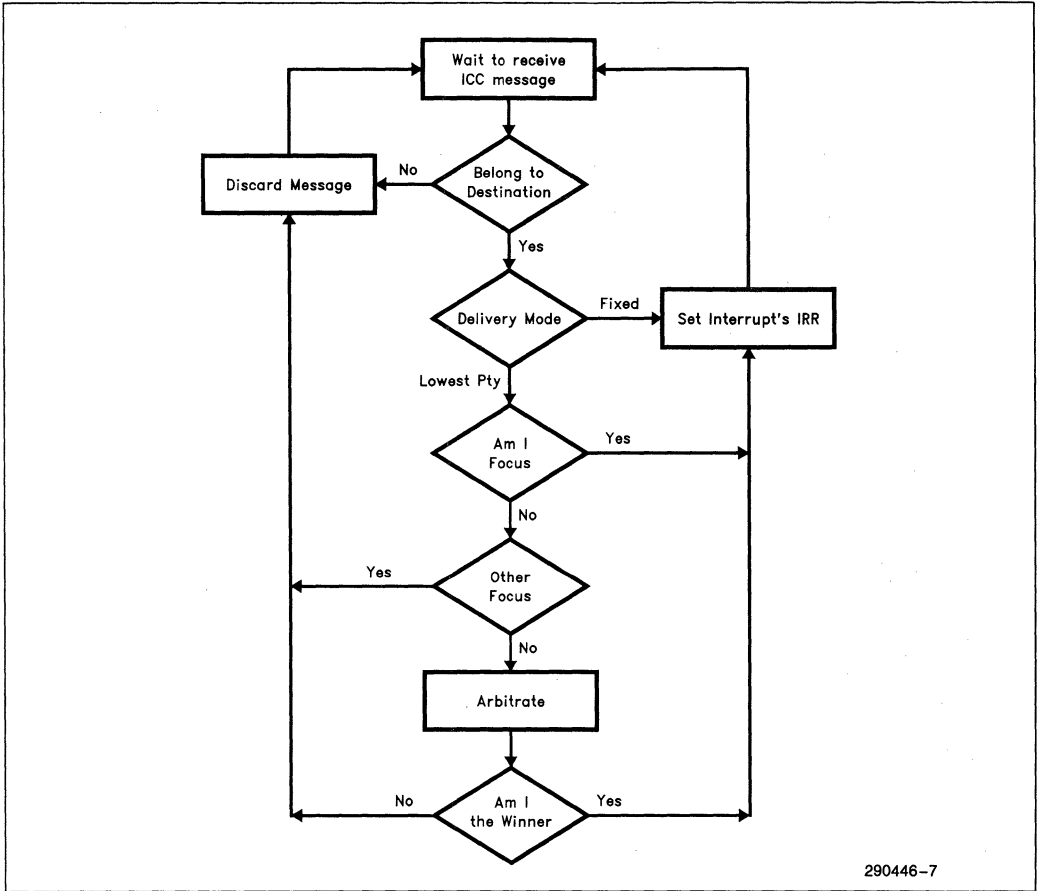 Wait to receive
ICC message
Discard Message
No
Belong to
Destination
Yes
Delivery Mode
Fixed
Set Interrupt's IRR
Lowest Pty
Am I
Focus
Yes
No
Yes
Other
Focus
No
Arbitrate
No
Am I
the Winner
Yes
290446-7